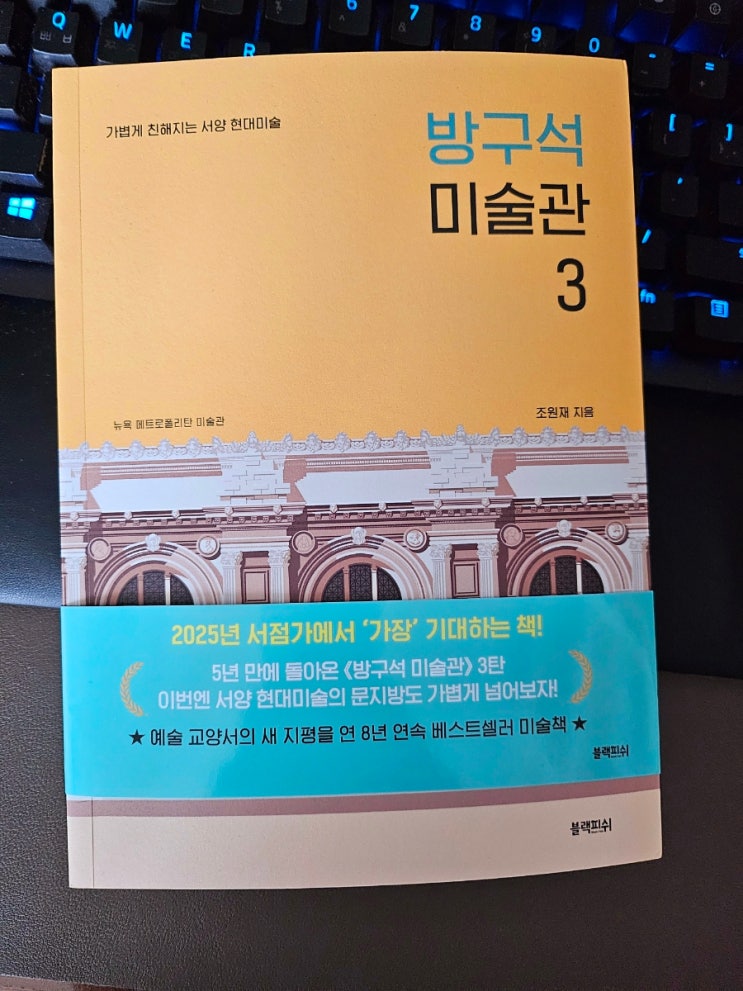 Q
W
E
R
6
7
8
9
0
-
=
[
]
/
fn
가볍게 친해지는 서양 현대미술
방구석
미술관
3
뉴욕 메트로폴리탄 미술관
조원재 지음
2025년 서점가에서 ‘가장’ 기대하는 책!
5년 만에 돌아온 《방구석 미술관》 3탄
이번엔 서양 현대미술의 문지방도 가볍게 넘어보자!
★ 예술 교양서의 새 지평을 연 8년 연속 베스트셀러 미술책 ★
블랙피쉬
블랙피쉬